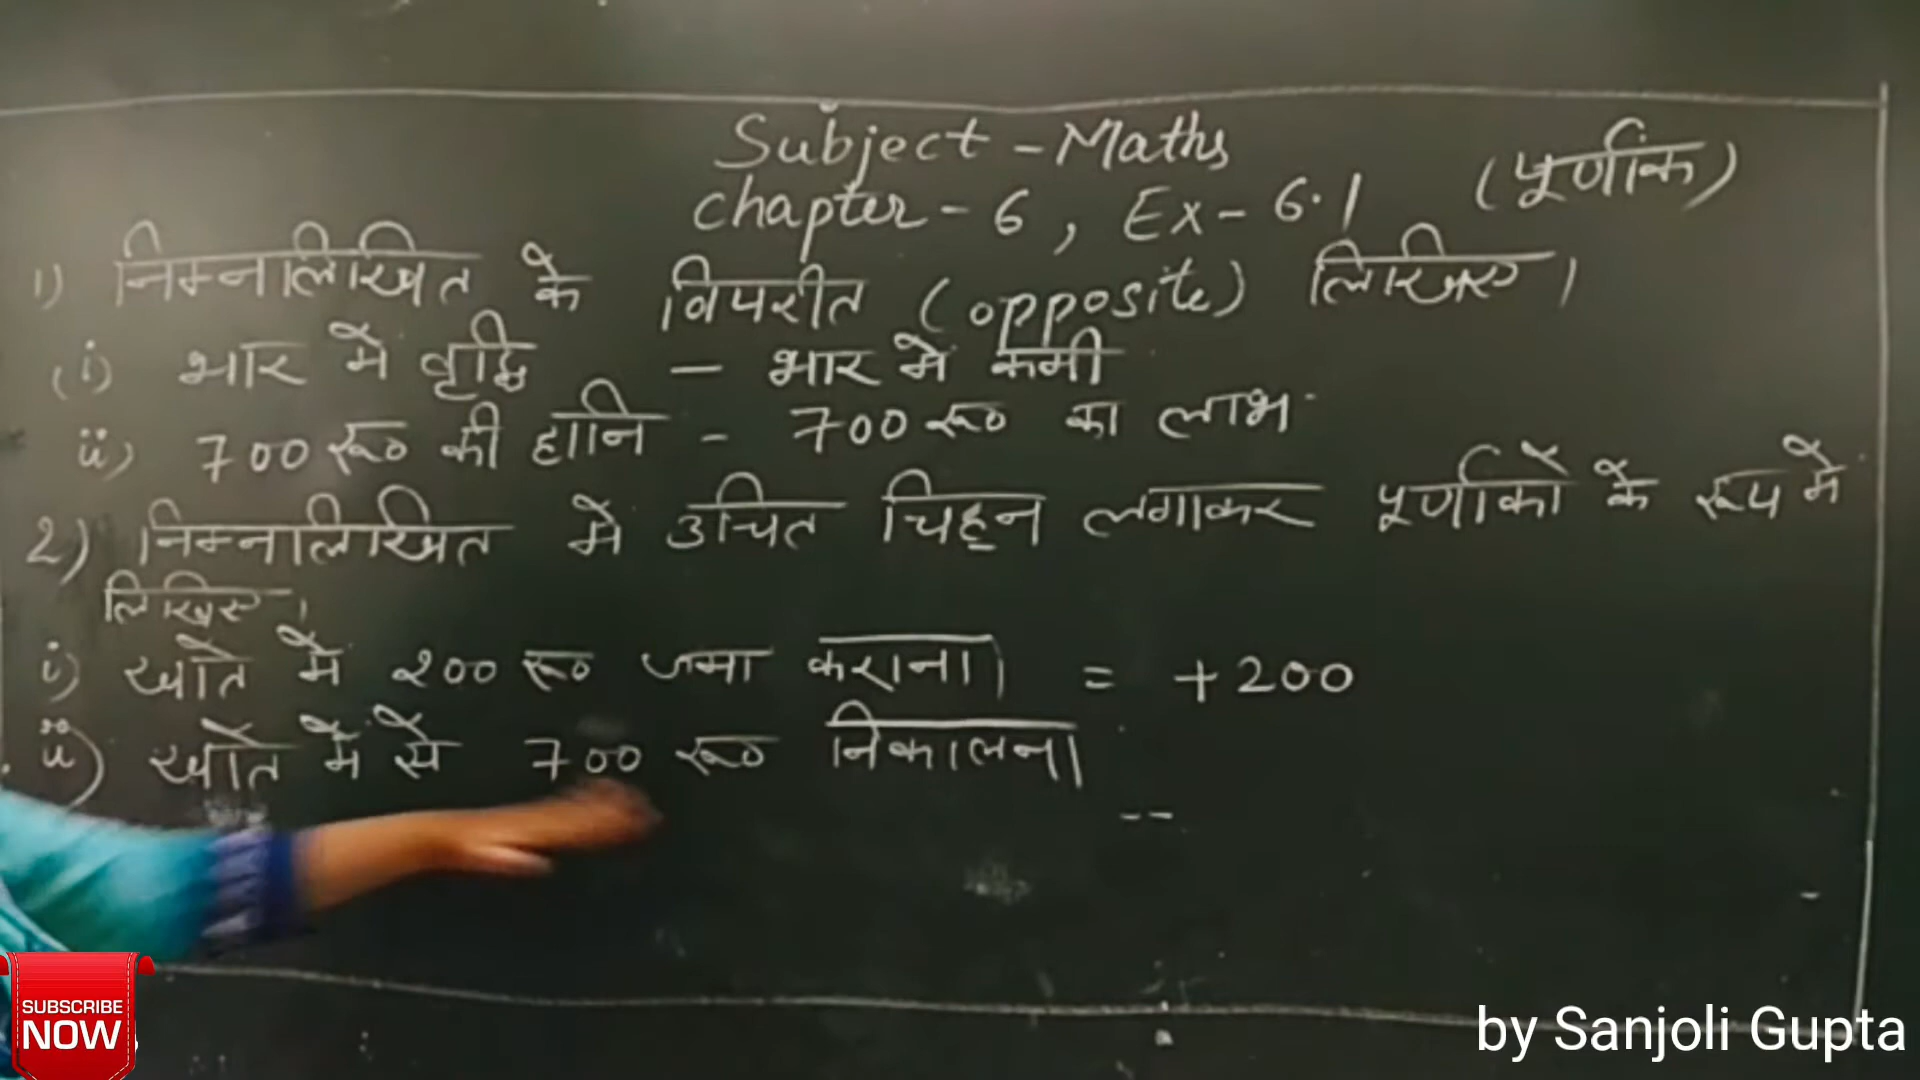 Subject - Maths
Chapter - 6, Ex - 6.1 (पूर्णांक)
1) निम्नलिखित के विपरीत (opposite) लिखिए।
(i) भार में वृद्धि - भार में कमी
ii) 700 रू० की हानि - 700 रू० का लाभ
2) निम्नलिखित में उचित चिह्न लगाकर पूर्णांकों के रूप में
लिखिए।
i) खाते में 200 रू० जमा कराना। = +200
ii) खाते में से 700 रू० निकालना
SUBSCRIBE
NOW
by Sanjoli Gupta